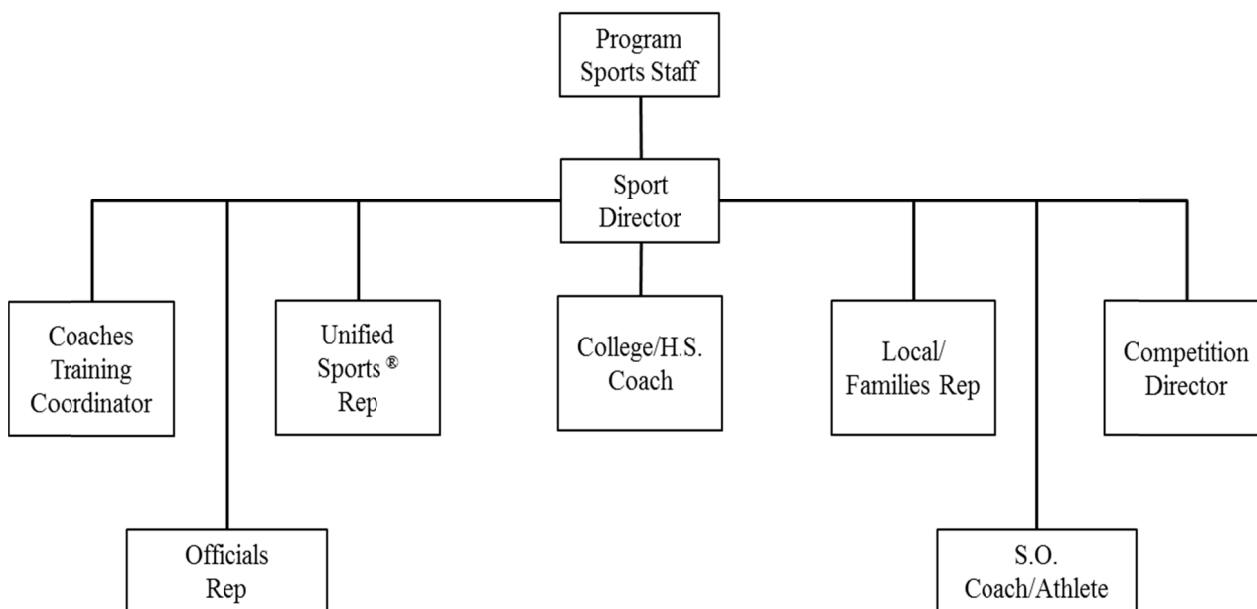 Program
Sports Staff
Sport
Director
Coaches
Training
Coordinator
Unified
Sports ®
Rep
College/H.S.
Coach
Local/
Families Rep
Competition
Director
Officials
Rep
S.O.
Coach/Athlete